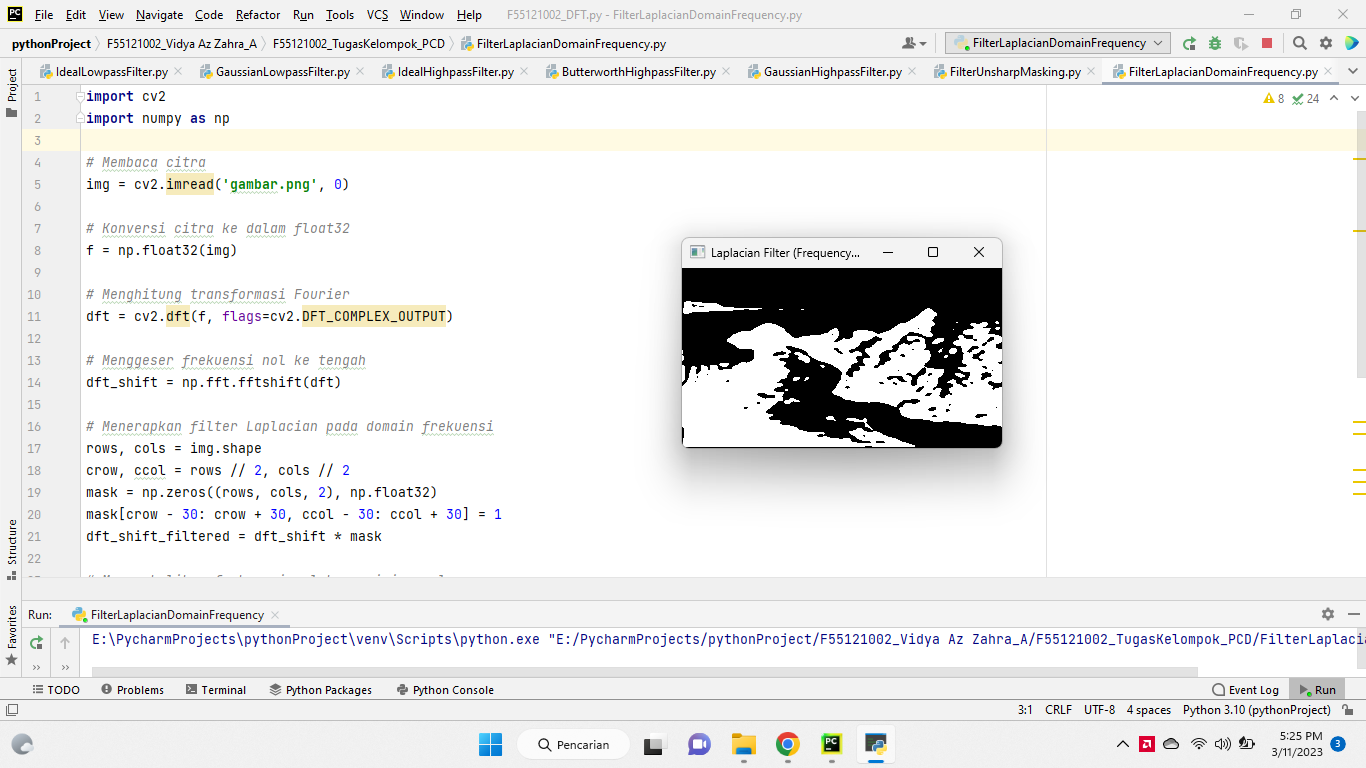 File Edit View Navigate Code Refactor Run Tools VCS Window Help F55121002_DFT.py - FilterLaplacianDomainFrequency.py
pythonProject F55121002_Vidya Az Zahra_A F55121002_TugasKelompok_PCD FilterLaplacianDomainFrequency.py FilterLaplacianDomainFrequency
IdealLowpassFilter.py GaussianLowpassFilter.py IdealHighpassFilter.py ButterworthHighpassFilter.py GaussianHighpassFilter.py FilterUnsharpMasking.py FilterLaplacianDomainFrequency.py
Project
8 24
1 import cv2
2 import numpy as np
3
4 # Membaca citra
5 img = cv2.imread('gambar.png', 0)
6
7 # Konversi citra ke dalam float32
8 f = np.float32(img)
9
10 # Menghitung transformasi Fourier
11 dft = cv2.dft(f, flags=cv2.DFT_COMPLEX_OUTPUT)
12
13 # Menggeser frekuensi nol ke tengah
14 dft_shift = np.fft.fftshift(dft)
15
16 # Menerapkan filter Laplacian pada domain frekuensi
17 rows, cols = img.shape
18 crow, ccol = rows // 2, cols // 2
19 mask = np.zeros((rows, cols, 2), np.float32)
20 mask[crow - 30: crow + 30, ccol - 30: ccol + 30] = 1
21 dft_shift_filtered = dft_shift * mask
22
Laplacian Filter (Frequency...
Structure
Favorites
Run: FilterLaplacianDomainFrequency
E:\PycharmProjects\pythonProject\venv\Scripts\python.exe "E:/PycharmProjects/pythonProject/F55121002_Vidya Az Zahra_A/F55121002_TugasKelompok_PCD/FilterLaplacia
TODO Problems Terminal Python Packages Python Console Event Log Run
3:1 CRLF UTF-8 4 spaces Python 3.10 (pythonProject)
Pencarian
5:25 PM
3/11/2023 3